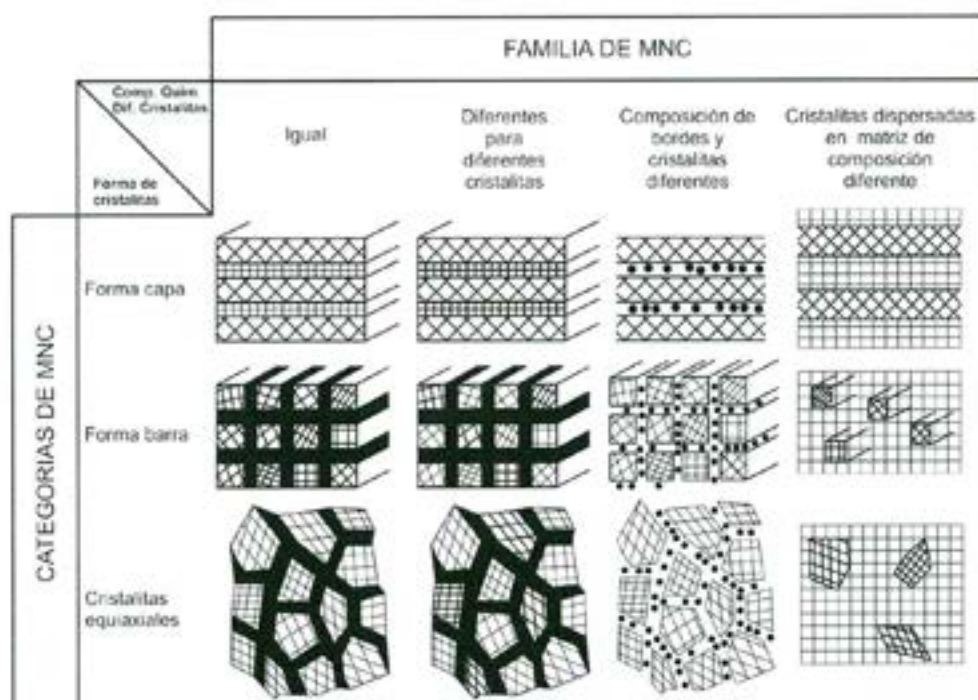 FAMILIA DE MNC
Comp. Quim.
Dif. Cristalitas
Forma de
cristalitas
Igual
Diferentes
para
diferentes
cristalitas
Composición de
bordes y
cristalitas
diferentes
Cristalitas dispersadas
en matriz de
composición
diferente
CATEGORIAS DE MNC
Forma capa
Forma barra
Cristalitas
equiaxiales